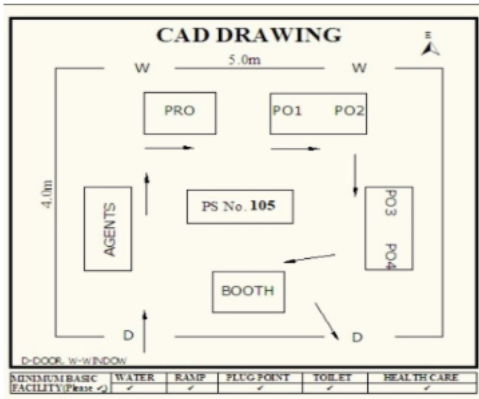 CAD DRAWING
N
5.0m
W W
PRO
PO1 PO2
4.0m
AGENTS
PS No. 105
PO3 PO4
BOOTH
D D
D-DOOR, W-WINDOW
MINIMUM BASIC FACILITY(Please ✓) WATER RAMP PLUG POINT TOILET HEALTH CARE
✓ ✓ ✓ ✓ ✓